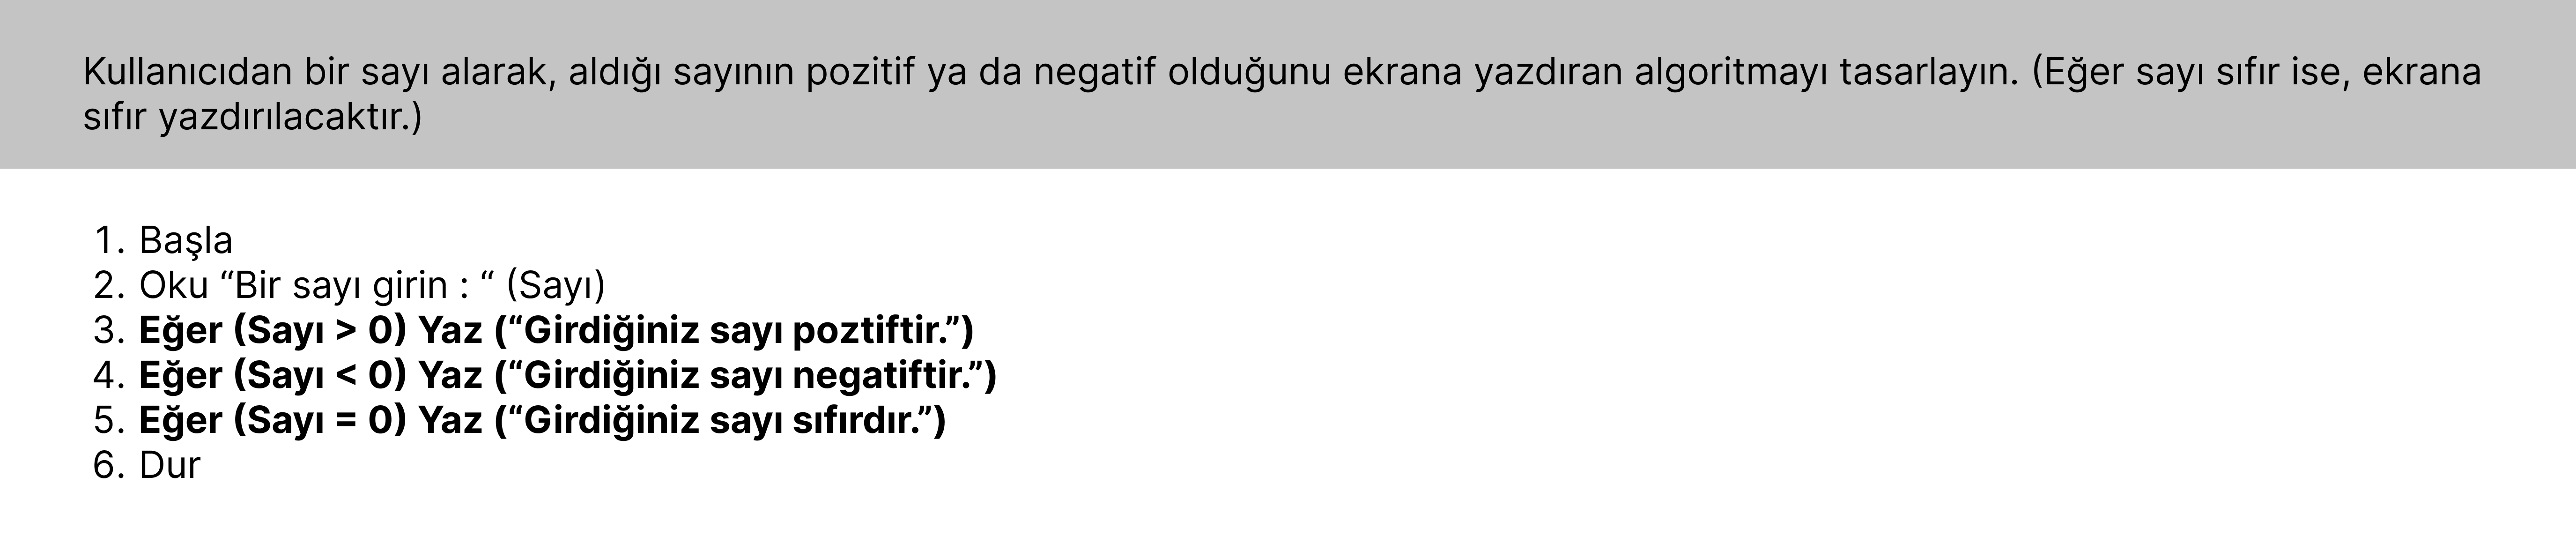 Kullanıcıdan bir sayı alarak, aldığı sayının pozitif ya da negatif olduğunu ekrana yazdıran algoritmayı tasarlayın. (Eğer sayı sıfır ise, ekrana
sıfır yazdırılacaktır.)
1. Başla
2. Oku “Bir sayı girin : “ (Sayı)
3. Eğer (Sayı > 0) Yaz (“Girdiğiniz sayı poztiftir.”)
4. Eğer (Sayı < 0) Yaz (“Girdiğiniz sayı negatiftir.”)
5. Eğer (Sayı = 0) Yaz (“Girdiğiniz sayı sıfırdır.”)
6. Dur